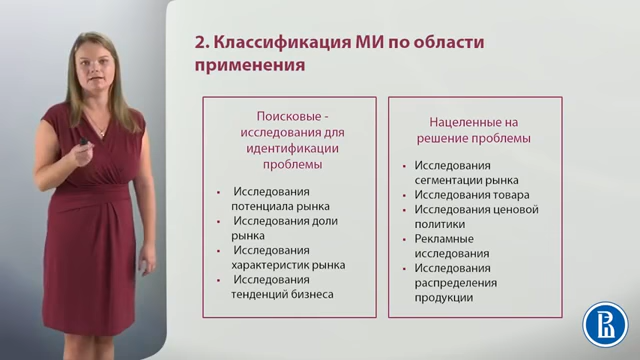 2. Классификация МИ по области
применения
Поисковые -
исследования для
идентификации
проблемы
• Исследования
потенциала рынка
• Исследования доли
рынка
• Исследования
характеристик рынка
• Исследования
тенденций бизнеса
Нацеленные на
решение проблемы
• Исследования
сегментации рынка
• Исследования товара
• Исследования ценовой
политики
• Рекламные
исследования
• Исследования
распределения
продукции